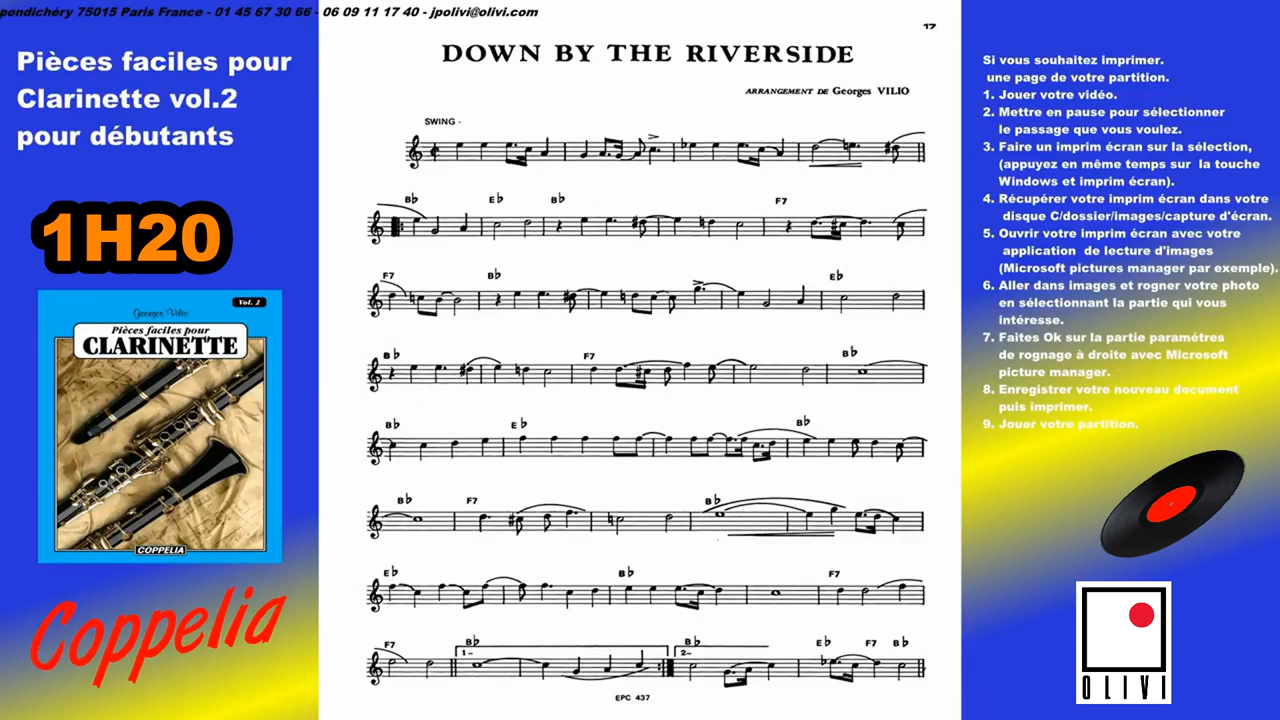 pondichéry 75015 Paris France - 01 45 67 30 66 - 06 09 11 17 40 - jpolivi@olivi.com
Pièces faciles pour
Clarinette vol.2
pour débutants
1H20
Vol. 2
Georges Vilio
Pièces faciles pour
CLARINETTE
COPPELIA
Coppelia
17
DOWN BY THE RIVERSIDE
ARRANGEMENT DE Georges VILIO
SWING -
Bb Eb Bb F7
F7 Bb Eb
Bb F7 Bb
Bb Eb Bb
Bb F7 Bb
Eb Bb F7
F7 Bb Bb Eb F7 Bb
1- 2-
EPC 437
Si vous souhaitez imprimer.
une page de votre partition.
1. Jouer votre vidéo.
2. Mettre en pause pour sélectionner
le passage que vous voulez.
3. Faire un imprim écran sur la sélection,
(appuyez en même temps sur la touche
Windows et imprim écran).
4. Récupérer votre imprim écran dans votre
disque C/dossier/images/capture d'écran.
5. Ouvrir votre imprim écran avec votre
application de lecture d'images
(Microsoft pictures manager par exemple).
6. Aller dans images et rogner votre photo
en sélectionnant la partie qui vous
intéresse.
7. Faites Ok sur la partie paramétres
de rognage à droite avec Microsoft
picture manager.
8. Enregistrer votre nouveau document
puis imprimer.
9. Jouer votre partition.
OLIVI